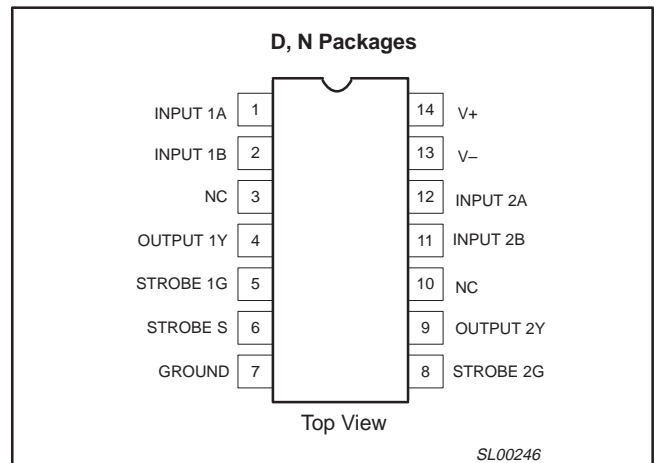 D, N Packages
INPUT 1A 1 14 V+
INPUT 1B 2 13 V–
NC 3 12 INPUT 2A
OUTPUT 1Y 4 11 INPUT 2B
STROBE 1G 5 10 NC
STROBE S 6 9 OUTPUT 2Y
GROUND 7 8 STROBE 2G
Top View
SL00246